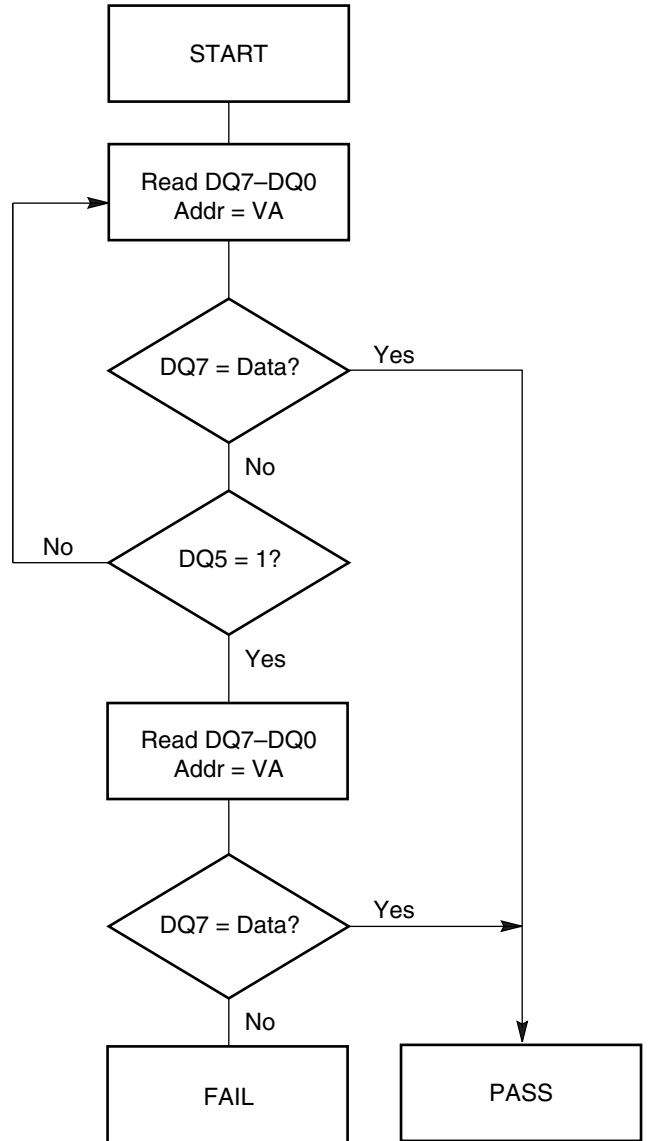 START
Read DQ7–DQ0
Addr = VA
DQ7 = Data?
Yes
No
No
DQ5 = 1?
Yes
Read DQ7–DQ0
Addr = VA
DQ7 = Data?
Yes
No
FAIL
PASS